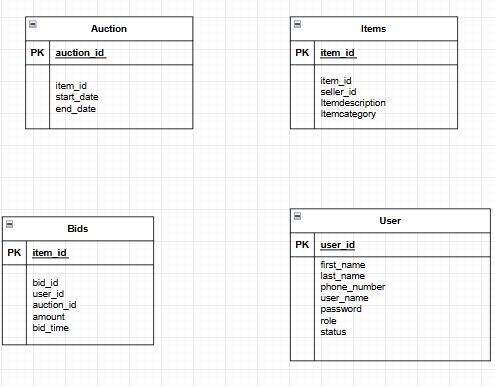 Auction
PK auction_id
item_id
start_date
end_date
Items
PK item_id
item_id
seller_id
Itemdescription
Itemcategory
Bids
PK item_id
bid_id
user_id
auction_id
amount
bid_time
User
PK user_id
first_name
last_name
phone_number
user_name
password
role
status